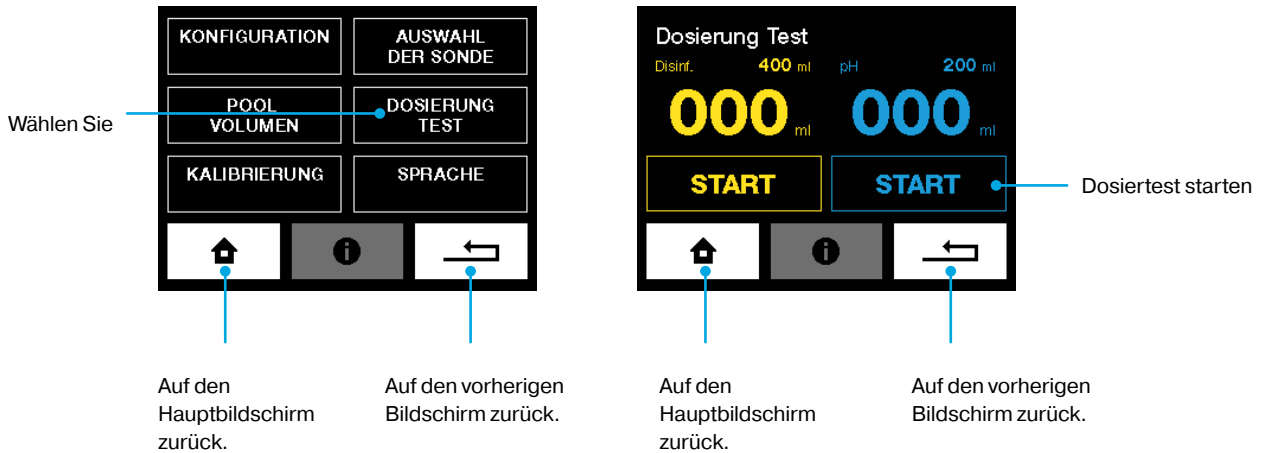 KONFIGURATION
AUSWAHL
DER SONDE
Wählen Sie
POOL
VOLUMEN
DOSIERUNG
TEST
KALIBRIERUNG
SPRACHE
i
Auf den
Hauptbildschirm
zurück.
Auf den vorherigen
Bildschirm zurück.
Dosierung Test
Disinf. 400 ml pH 200 ml
000 ml 000 ml
START START
Dosiertest starten
i
Auf den
Hauptbildschirm
zurück.
Auf den vorherigen
Bildschirm zurück.